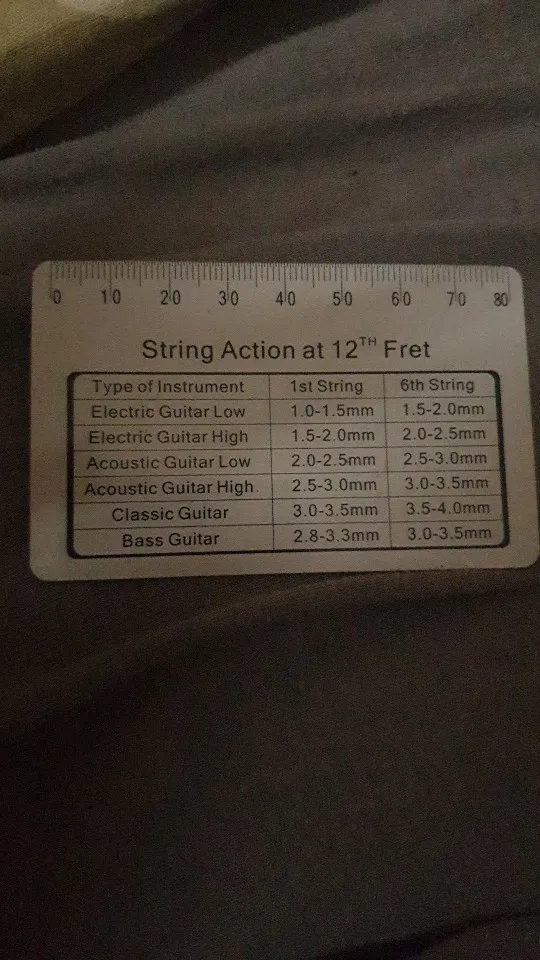 0 10 20 30 40 50 60 70 80
String Action at 12TH Fret
Type of Instrument 1st String 6th String
Electric Guitar Low 1.0-1.5mm 1.5-2.0mm
Electric Guitar High 1.5-2.0mm 2.0-2.5mm
Acoustic Guitar Low 2.0-2.5mm 2.5-3.0mm
Acoustic Guitar High 2.5-3.0mm 3.0-3.5mm
Classic Guitar 3.0-3.5mm 3.5-4.0mm
Bass Guitar 2.8-3.3mm 3.0-3.5mm